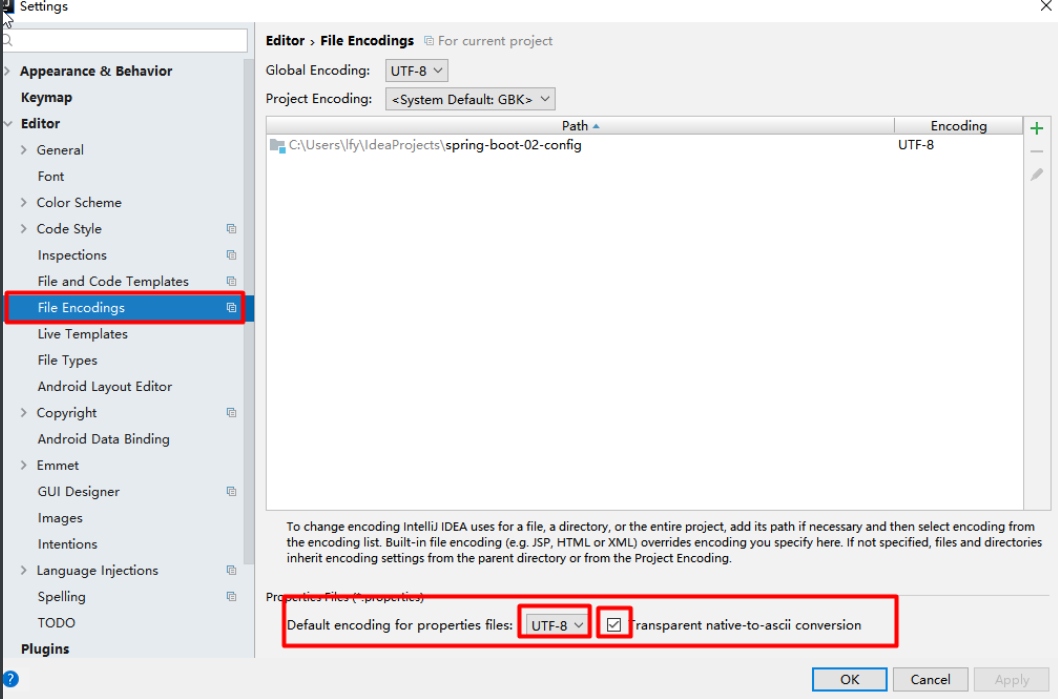 Settings
Editor › File Encodings For current project
Global Encoding: UTF-8
Project Encoding: <System Default: GBK>
Path Encoding
C:\Users\lfy\IdeaProjects\spring-boot-02-config UTF-8
Appearance & Behavior
Keymap
Editor
General
Font
Color Scheme
Code Style
Inspections
File and Code Templates
File Encodings
Live Templates
File Types
Android Layout Editor
Copyright
Android Data Binding
Emmet
GUI Designer
Images
Intentions
Language Injections
Spelling
TODO
Plugins
To change encoding IntelliJ IDEA uses for a file, a directory, or the entire project, add its path if necessary and then select encoding from
the encoding list. Built-in file encoding (e.g. JSP, HTML or XML) overrides encoding you specify here. If not specified, files and directories
inherit encoding settings from the parent directory or from the Project Encoding.
Properties Files (*.properties)
Default encoding for properties files: UTF-8 Transparent native-to-ascii conversion
?
OK Cancel Apply